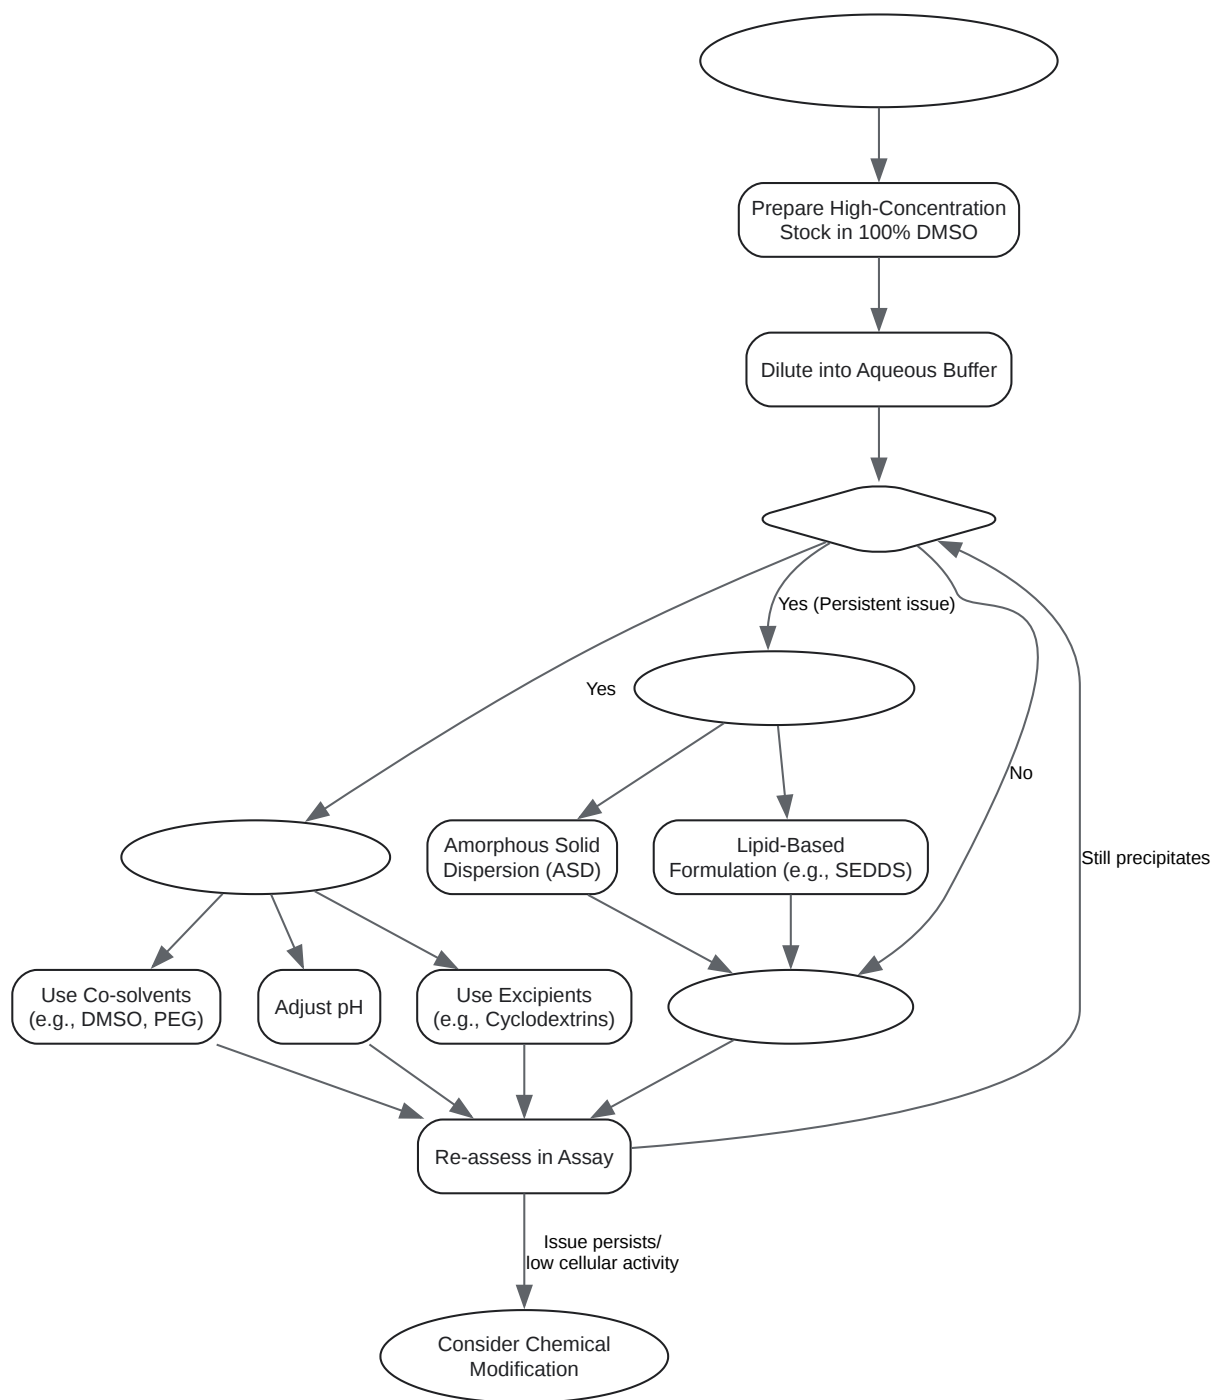 Prepare High-Concentration
Stock in 100% DMSO
Dilute into Aqueous Buffer
Yes (Persistent issue)
Yes
No
Amorphous Solid
Dispersion (ASD)
Lipid-Based
Formulation (e.g., SEDDS)
Still precipitates
Use Co-solvents
(e.g., DMSO, PEG)
Adjust pH
Use Excipients
(e.g., Cyclodextrins)
Re-assess in Assay
Issue persists/
low cellular activity
Consider Chemical
Modification